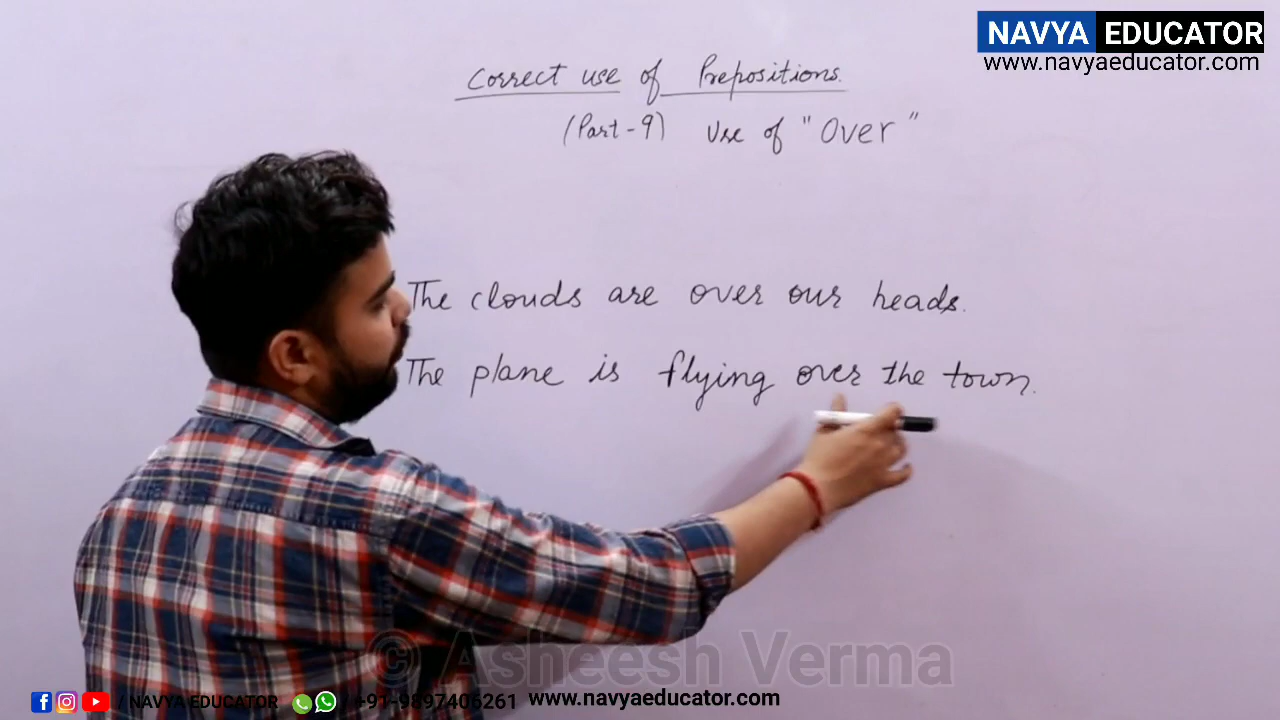 NAVYA EDUCATOR
www.navyaeducator.com
Correct use of Prepositions.
(Part-9) Use of "Over"
The clouds are over our heads.
The plane is flying over the town.
© Asheesh Verma
/ NAVYA EDUCATOR / +91-9897406261 www.navyaeducator.com